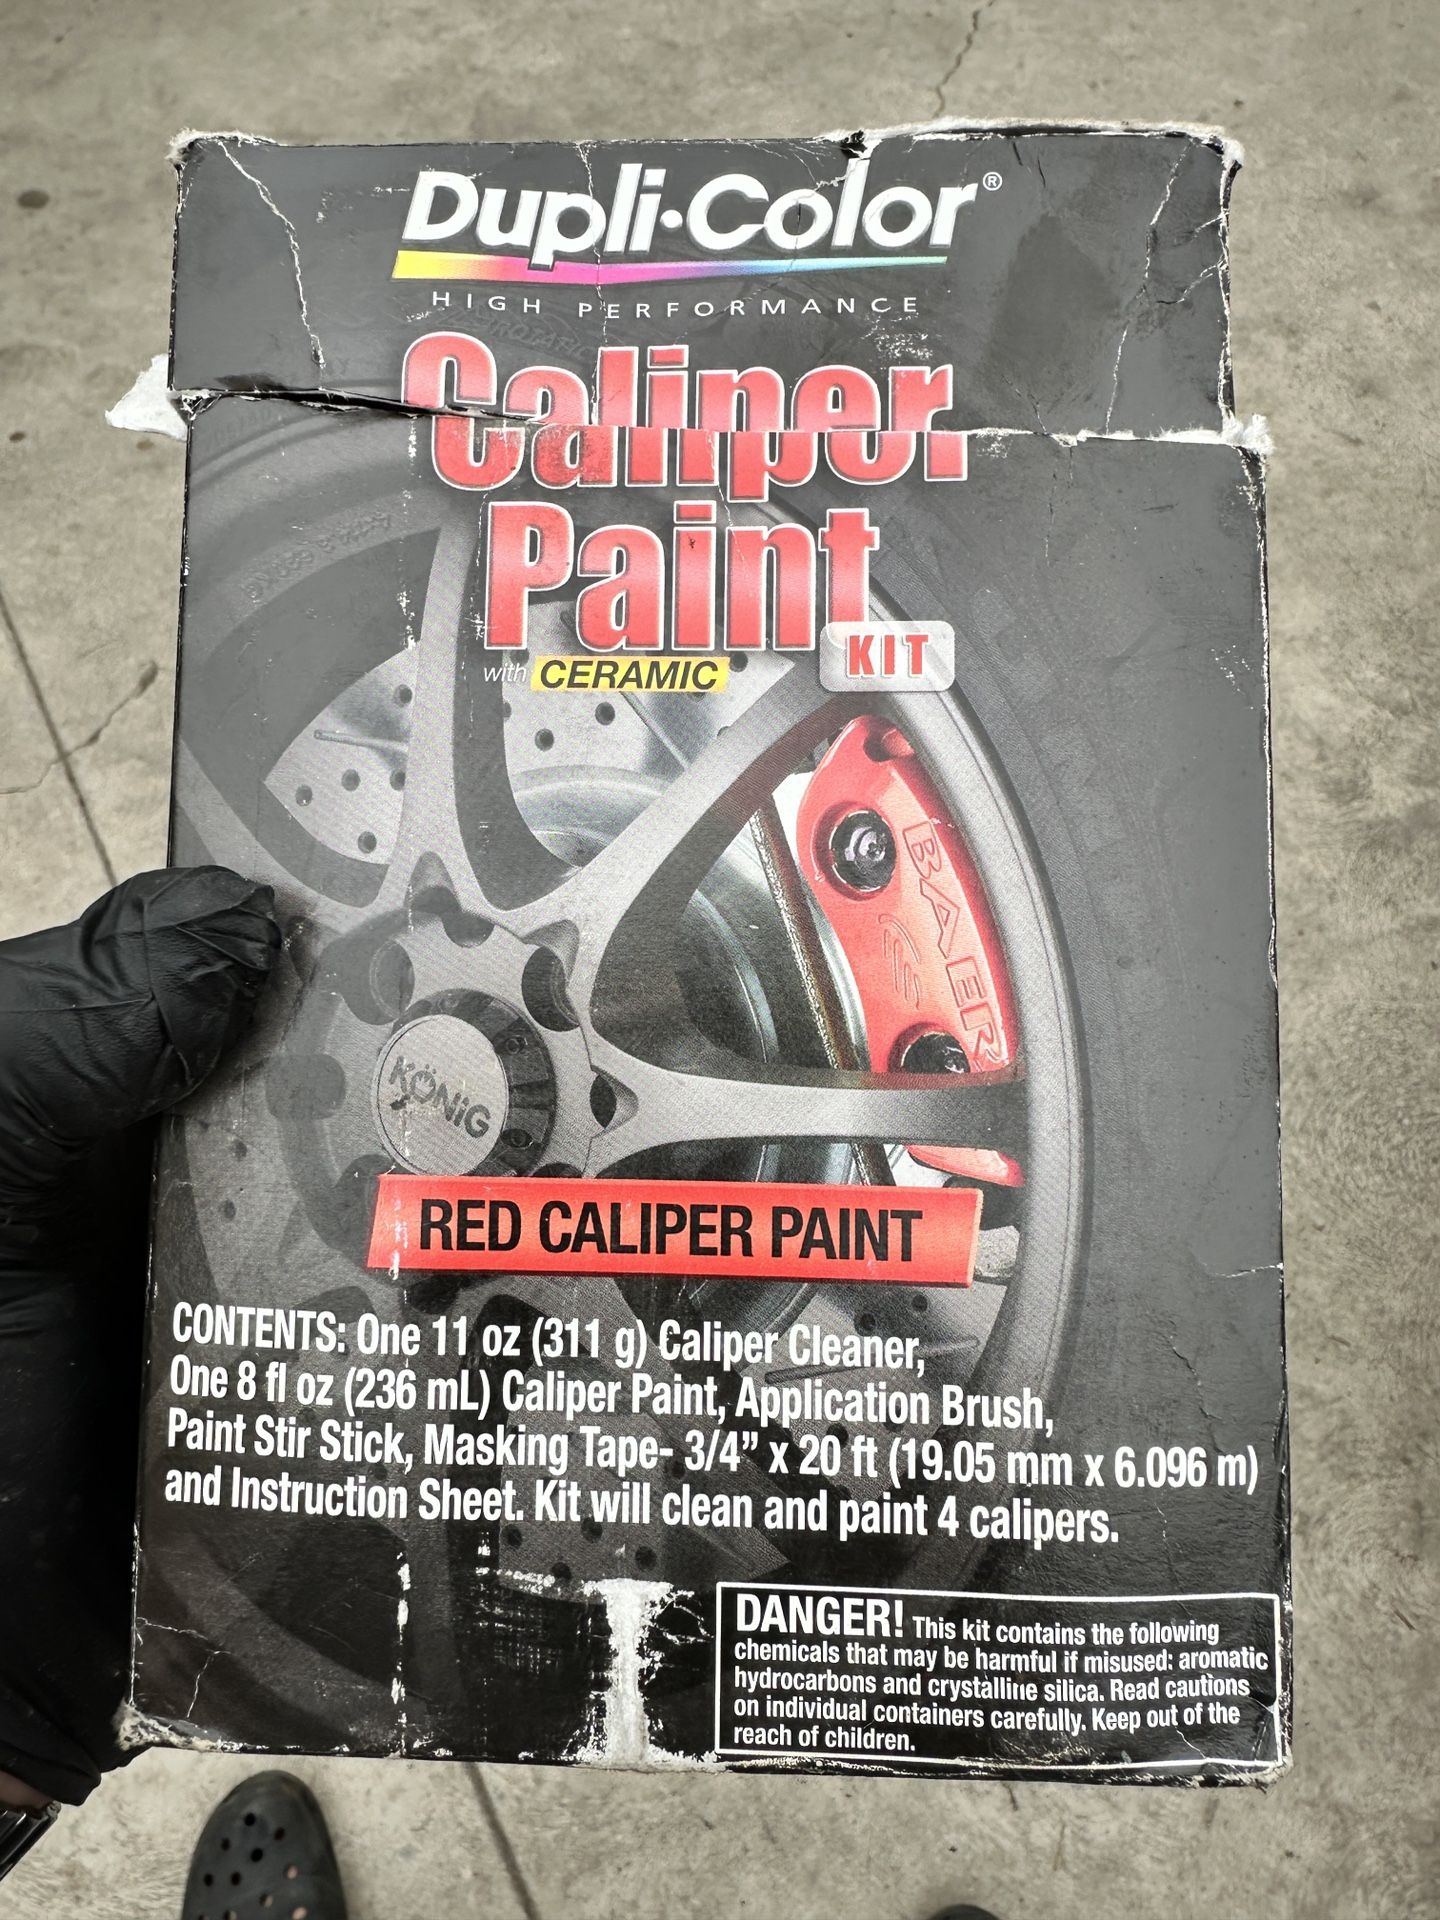 Dupli·Color®
HIGH PERFORMANCE
Caliper
Paint
KIT
with CERAMIC
BAER
KÖNIG
RED CALIPER PAINT
CONTENTS: One 11 oz (311 g) Caliper Cleaner,
One 8 fl oz (236 mL) Caliper Paint, Application Brush,
Paint Stir Stick, Masking Tape- 3/4” x 20 ft (19.05 mm x 6.096 m)
and Instruction Sheet. Kit will clean and paint 4 calipers.
DANGER! This kit contains the following
chemicals that may be harmful if misused: aromatic
hydrocarbons and crystalline silica. Read cautions
on individual containers carefully. Keep out of the
reach of children.